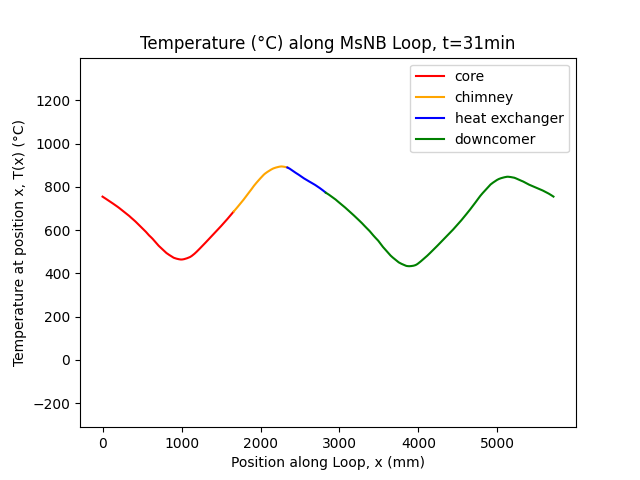 Temperature (°C) along MsNB Loop, t=31min
core
chimney
heat exchanger
downcomer
Temperature at position x, T(x) (°C)
1200
1000
800
600
400
200
0
−200
0
1000
2000
3000
4000
5000
Position along Loop, x (mm)